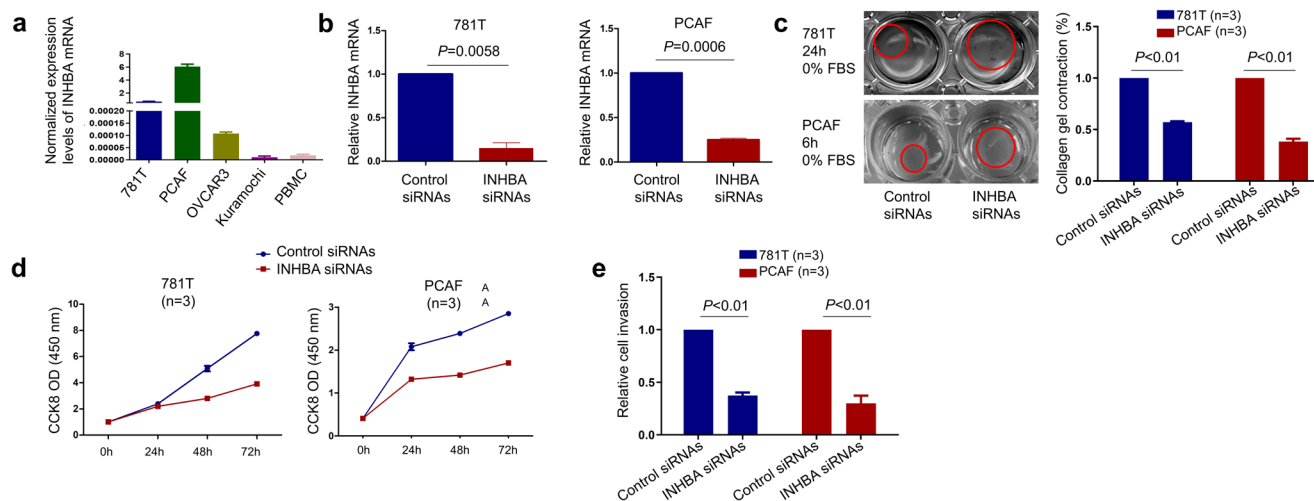 a
Normalized expression
levels of INHBA mRNA
8
6
4
2
0.00020
0.00015
0.00010
0.00005
0.00000
781T
PCAF
OVCAR3
Kuramochi
PBMC
b
781T
P=0.0058
Relative INHBA mRNA
1.5
1.0
0.5
0.0
Control
siRNAs
INHBA
siRNAs
PCAF
P=0.0006
Relative INHBA mRNA
1.5
1.0
0.5
0.0
Control
siRNAs
INHBA
siRNAs
c
781T
24h
0% FBS
PCAF
6h
0% FBS
Control
siRNAs
INHBA
siRNAs
781T (n=3)
PCAF (n=3)
Collagen gel contraction (%)
1.5
1.0
0.5
0.0
P<0.01
P<0.01
Control siRNAs
INHBA siRNAs
Control siRNAs
INHBA siRNAs
d
Control siRNAs
INHBA siRNAs
781T
(n=3)
CCK8 OD (450 nm)
10
8
6
4
2
0
0h
24h
48h
72h
PCAF
(n=3)
A
A
CCK8 OD (450 nm)
3
2
1
0
0h
24h
48h
72h
e
781T (n=3)
PCAF (n=3)
Relative cell invasion
1.5
1.0
0.5
0.0
P<0.01
P<0.01
Control siRNAs
INHBA siRNAs
Control siRNAs
INHBA siRNAs